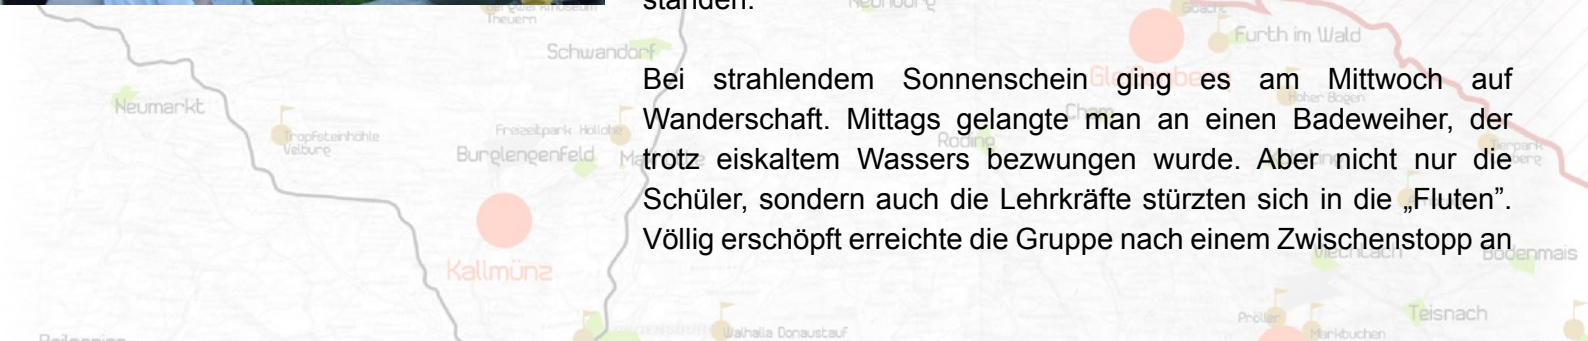 standen.
Theuern
Schwandorf
Furth im Wald
Bei strahlendem Sonnenschein ging es am Mittwoch auf
Neumarkt
Hoher Bogen
Cham
Wanderschaft. Mittags gelangte man an einen Badeweiher, der
Tropfsteinhöhle
Velburg
Freizeitpark Höllohe
Roding
Burglengenfeld
trotz eiskaltem Wassers bezwungen wurde. Aber nicht nur die
Schüler, sondern auch die Lehrkräfte stürzten sich in die „Fluten”.
Völlig erschöpft erreichte die Gruppe nach einem Zwischenstopp an
Bodenmais
Kallmünz
Teisnach
Pröller
Markbuchen
Walhalla Donaustauf